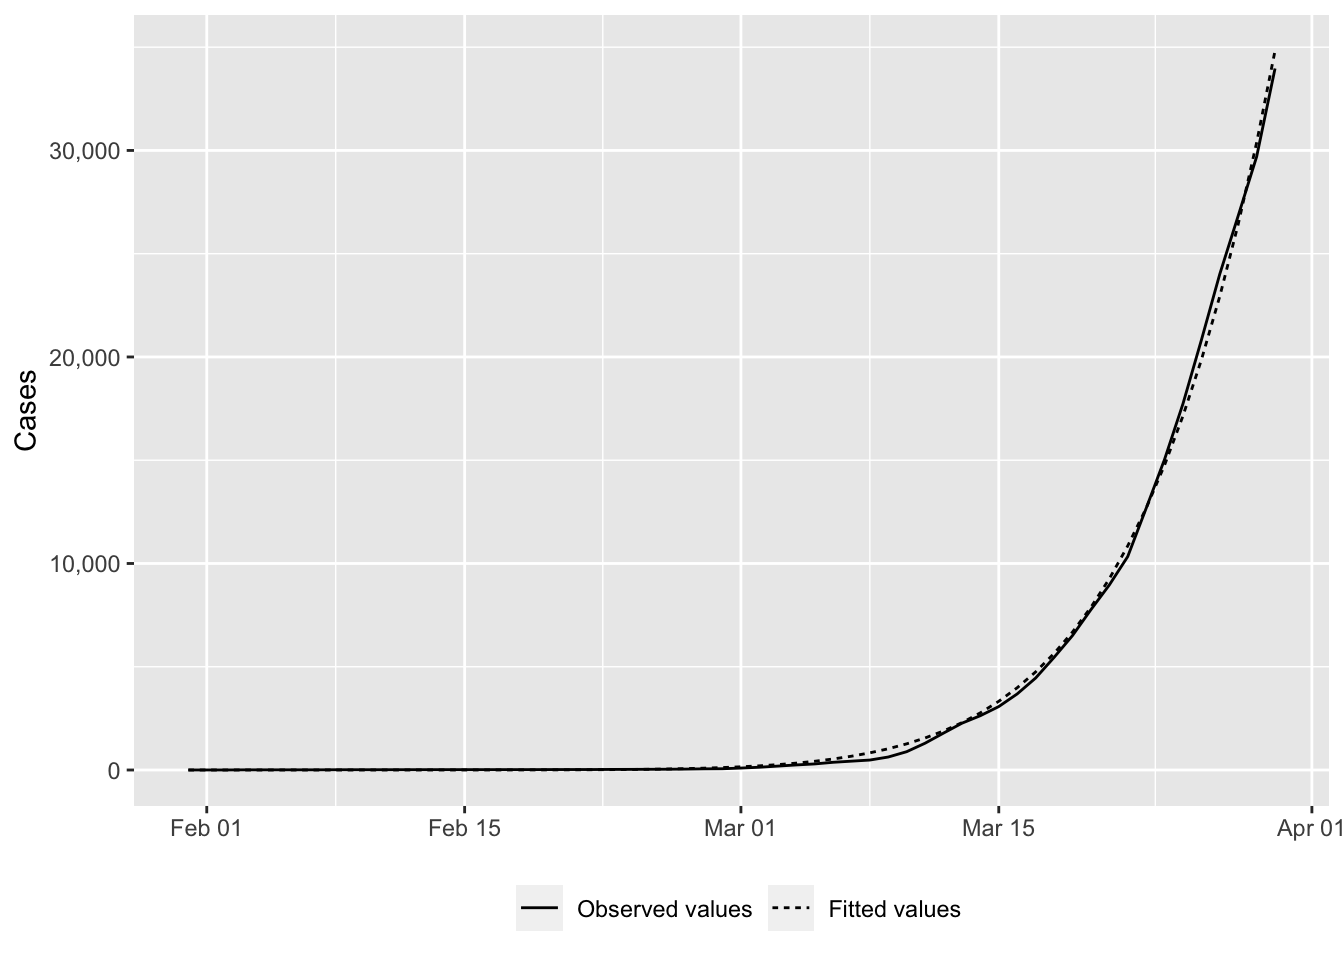 Cases
30,000
20,000
10,000
0
Feb 01
Feb 15
Mar 01
Mar 15
Apr 01
Observed values
Fitted values